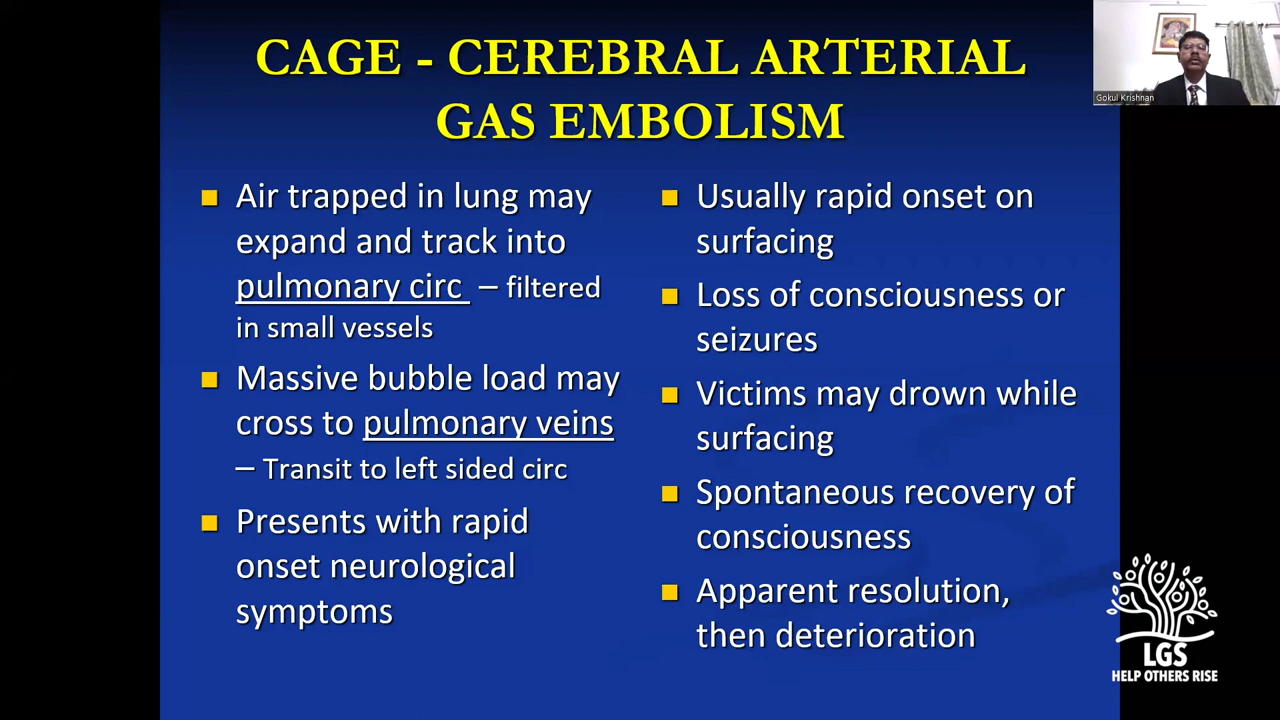 CAGE - CEREBRAL ARTERIAL
GAS EMBOLISM
Air trapped in lung may
expand and track into
pulmonary circ – filtered
in small vessels
Massive bubble load may
cross to pulmonary veins
– Transit to left sided circ
Presents with rapid
onset neurological
symptoms
Usually rapid onset on
surfacing
Loss of consciousness or
seizures
Victims may drown while
surfacing
Spontaneous recovery of
consciousness
Apparent resolution,
then deterioration
Gokul Krishnan
LGS
HELP OTHERS RISE